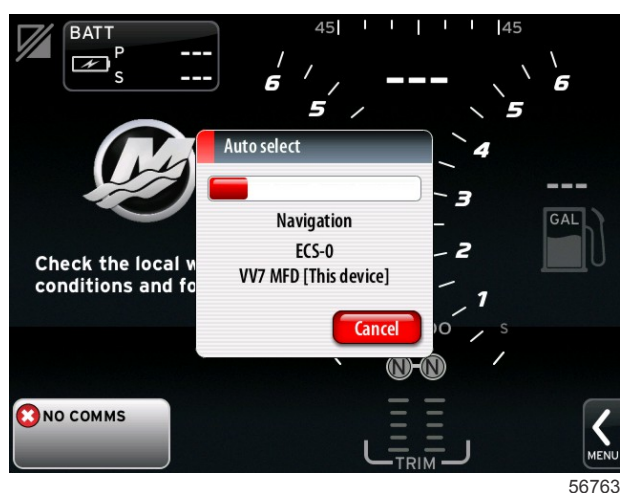 BATT
P ---
S ---
45 45
6 6
---
5 5
Auto select
4
3
---
Navigation
GAL
ECS-0
2
VV7 MFD [This device]
Check the local
conditions and
1
Cancel
S
N N
NO COMMS
TRIM
MENU
56763